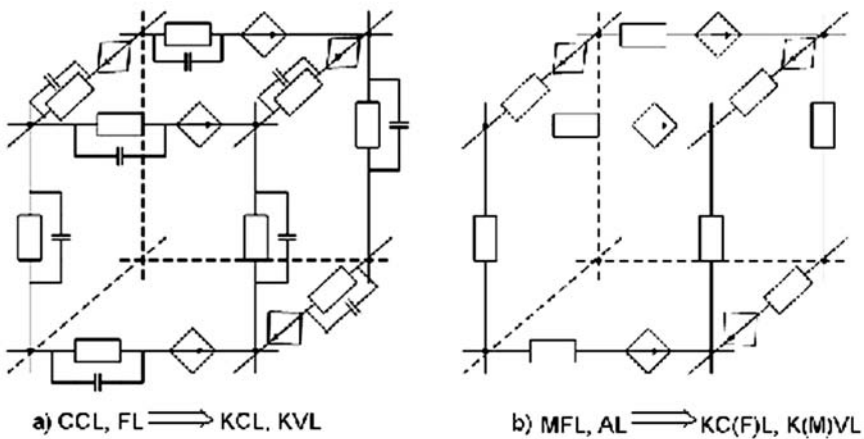 a) CCL, FL ⟹ KCL, KVL
b) MFL, AL ⟹ KC(F)L, K(M)VL